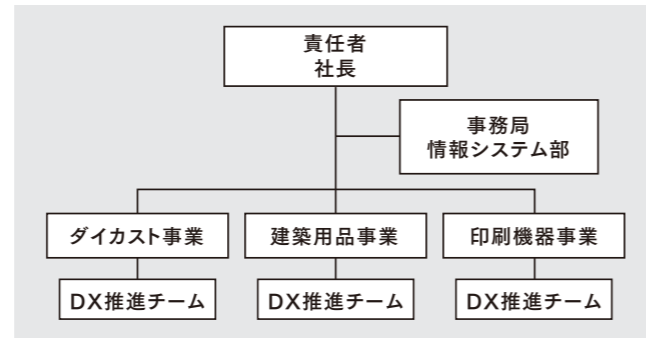 責任者
社長
事務局
情報システム部
ダイカスト事業
建築用品事業
印刷機器事業
DX推進チーム
DX推進チーム
DX推進チーム